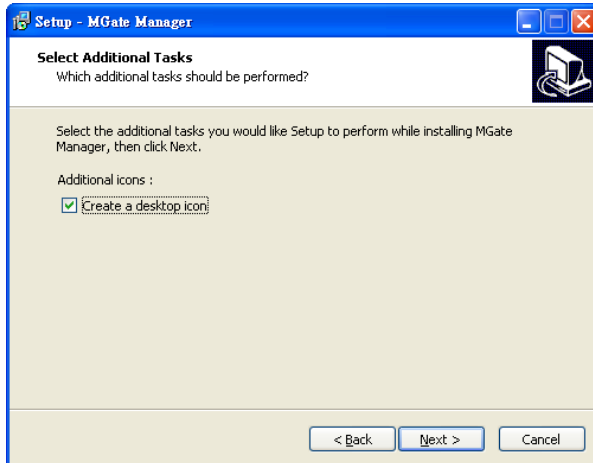 Setup - MGate Manager
Select Additional Tasks
Which additional tasks should be performed?
Select the additional tasks you would like Setup to perform while installing MGate
Manager, then click Next.
Additional icons :
Create a desktop icon
< Back
Next >
Cancel